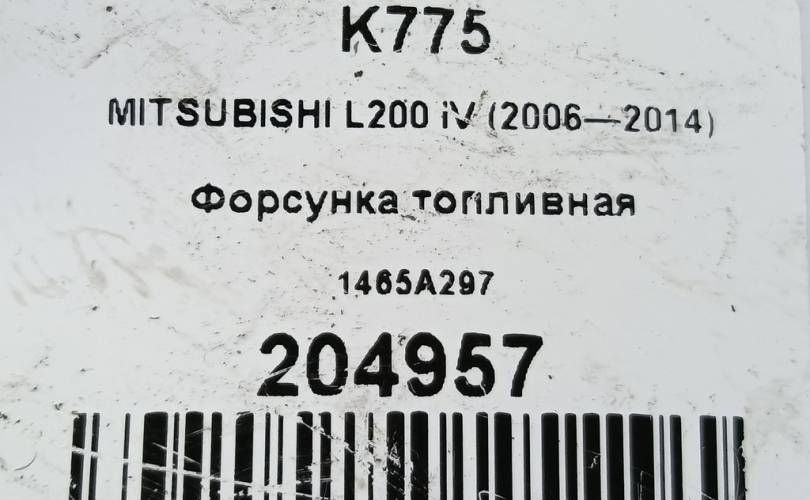 K775
MITSUBISHI L200 IV (2006—2014)
Форсунка топливная
1465A297
204957